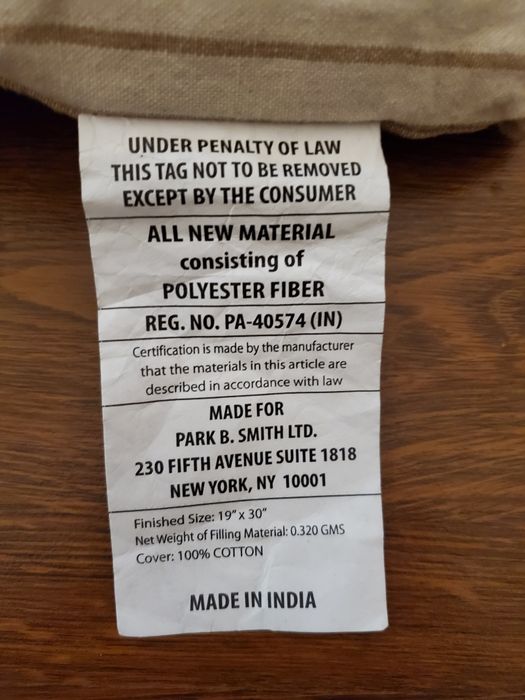 UNDER PENALTY OF LAW
THIS TAG NOT TO BE REMOVED
EXCEPT BY THE CONSUMER
ALL NEW MATERIAL
consisting of
POLYESTER FIBER
REG. NO. PA-40574 (IN)
Certification is made by the manufacturer
that the materials in this article are
described in accordance with law
MADE FOR
PARK B. SMITH LTD.
230 FIFTH AVENUE SUITE 1818
NEW YORK, NY 10001
Finished Size: 19" x 30"
Net Weight of Filling Material: 0.320 GMS
Cover: 100% COTTON
MADE IN INDIA